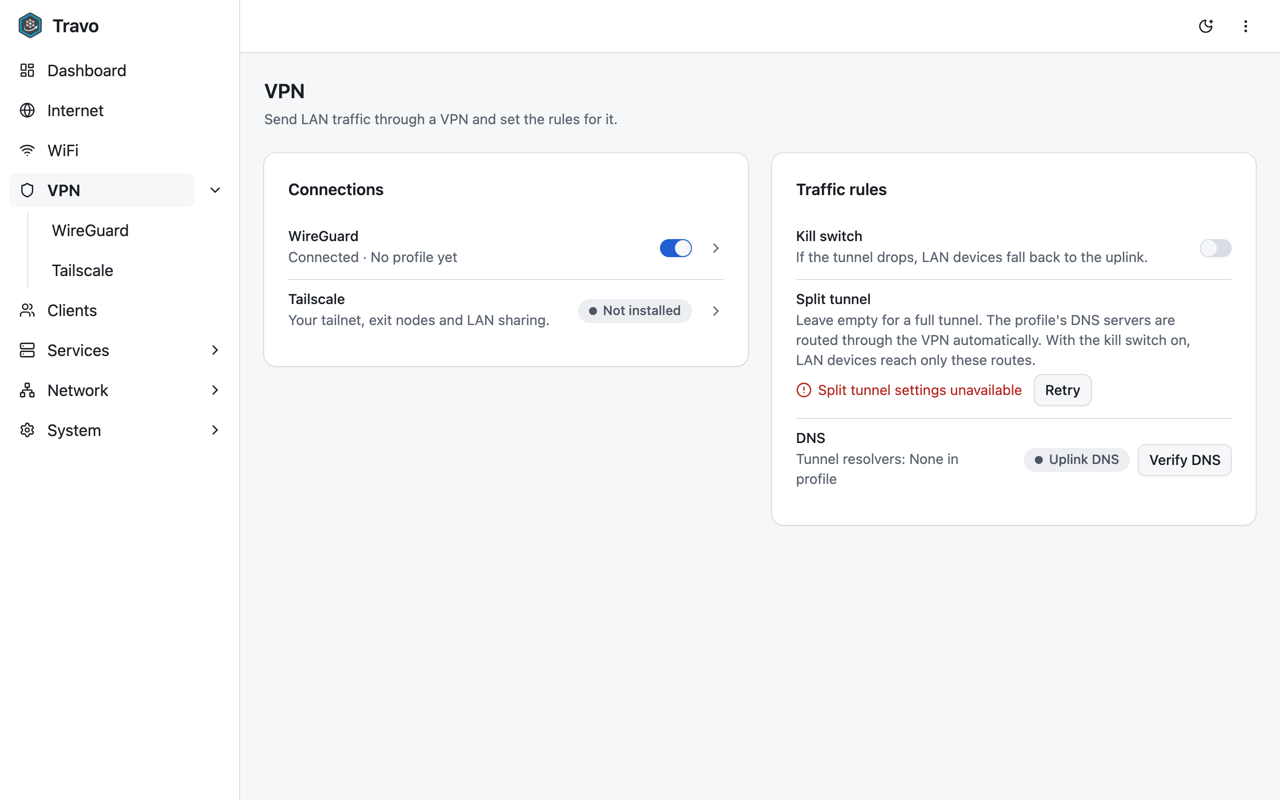 Travo
Dashboard
Internet
WiFi
VPN
WireGuard
Tailscale
Clients
Services
Network
System
VPN
Send LAN traffic through a VPN and set the rules for it.
Connections
WireGuard
Connected · No profile yet
Tailscale
Your tailnet, exit nodes and LAN sharing.
Not installed
Traffic rules
Kill switch
If the tunnel drops, LAN devices fall back to the uplink.
Split tunnel
Leave empty for a full tunnel. The profile's DNS servers are
routed through the VPN automatically. With the kill switch on,
LAN devices reach only these routes.
Split tunnel settings unavailable
Retry
DNS
Tunnel resolvers: None in
profile
Uplink DNS
Verify DNS